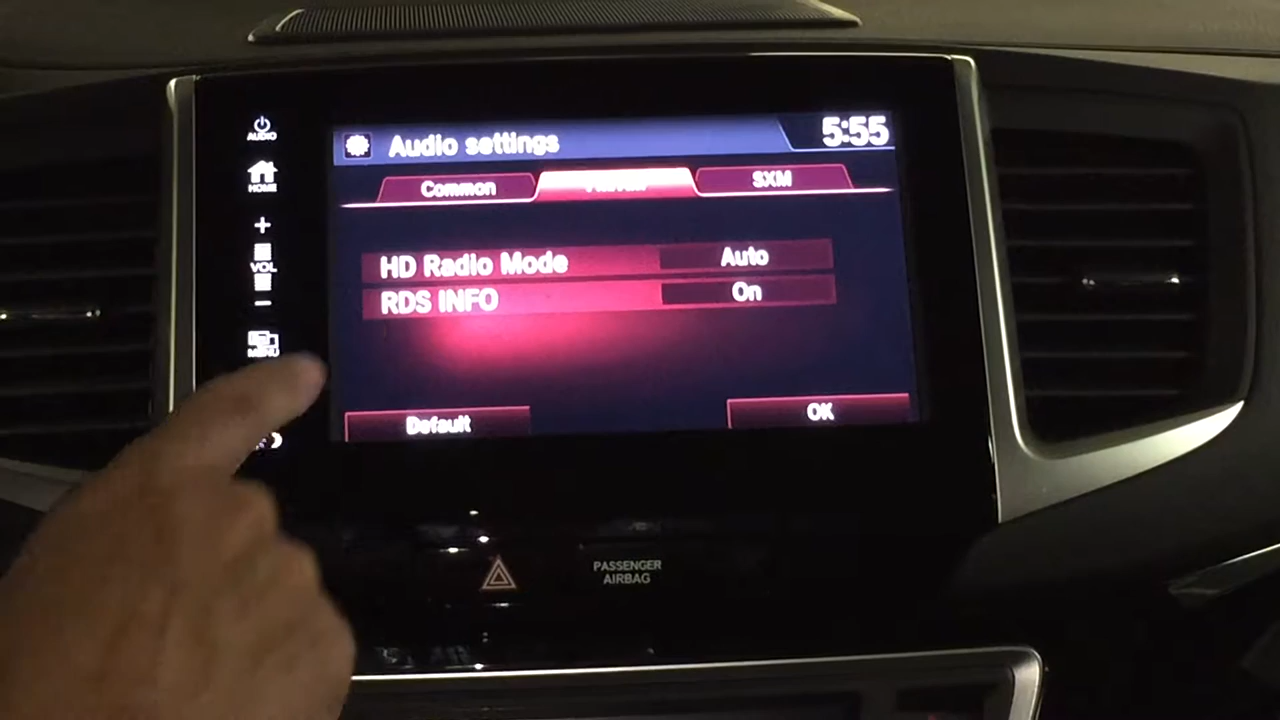 AUDIO
Audio settings
5:55
HOME
Common
SXM
+
VOL
-
HD Radio Mode
Auto
RDS INFO
On
MENU
Default
OK
PASSENGER
AIRBAG